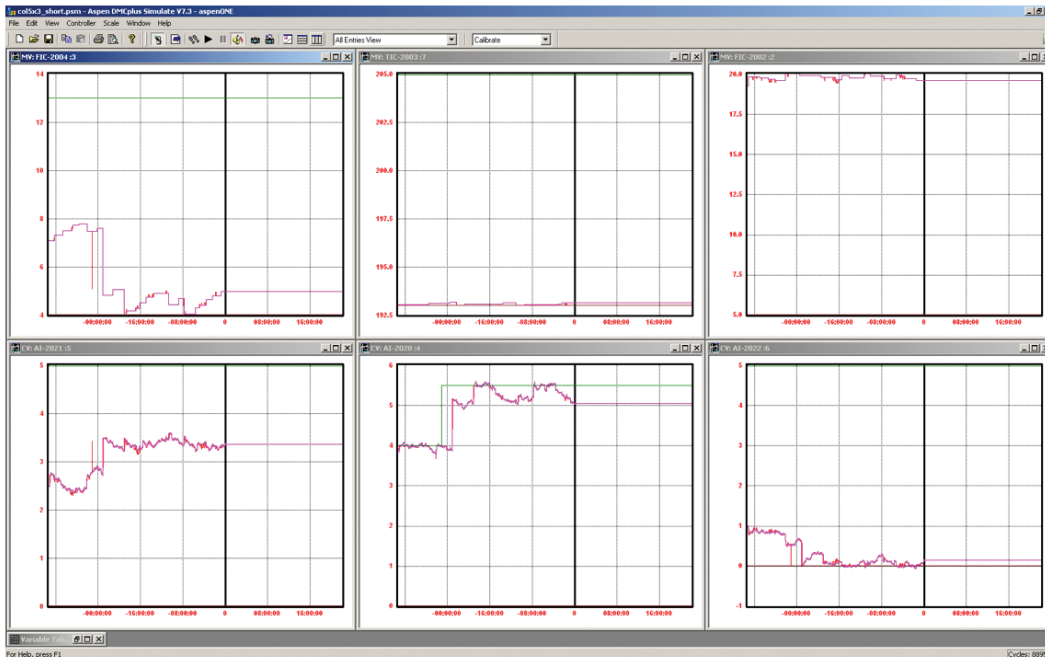 col5x3_short.psm - Aspen DMCplus Simulate V7.3 - aspenONE
File Edit View Controller Scale Window Help
All Entries View Calibrate
MV: FIC-2004 :3
14
12
10
8
6
4
-00:00:00 -16:00:00 -08:00:00 0 08:00:00 16:00:00
MV: TIC-2003 :7
205.0
202.5
200.0
197.5
195.0
192.5
-00:00:00 -16:00:00 -08:00:00 0 08:00:00 16:00:00
MV: FIC-2002 :2
20.0
17.5
15.0
12.5
10.0
7.5
5.0
-00:00:00 -16:00:00 -08:00:00 0 08:00:00 16:00:00
CV: AI-2021 :5
5
4
3
2
1
0
-00:00:00 -16:00:00 -08:00:00 0 08:00:00 16:00:00
CV: AI-2020 :4
6
5
4
3
2
1
0
-00:00:00 -16:00:00 -08:00:00 0 08:00:00 16:00:00
CV: AI-2022 :6
5
4
3
2
1
0
-1
-00:00:00 -16:00:00 -08:00:00 0 08:00:00 16:00:00
Variable Tab...
For Help, press F1
Cycles: 8895